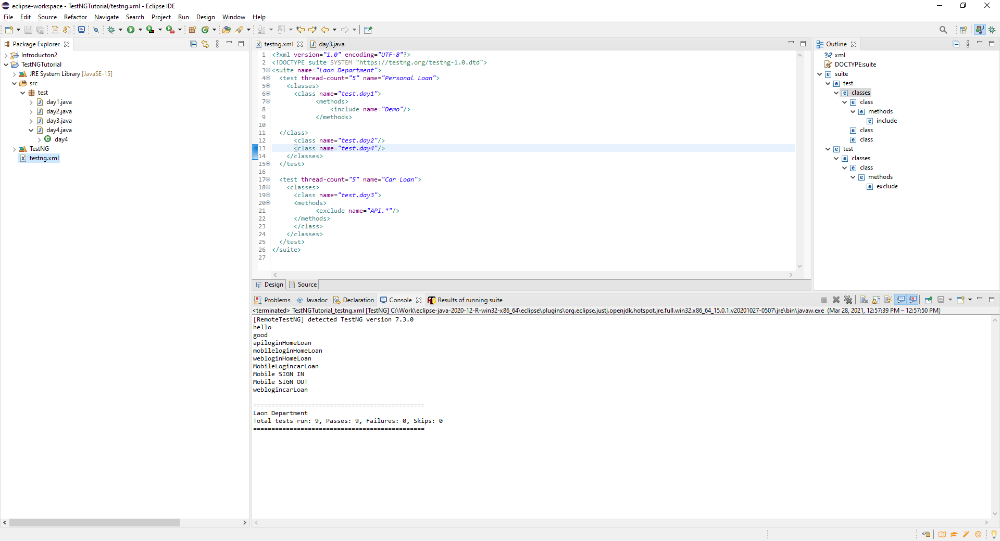 eclipse-workspace - TestNGTutorial/testng.xml - Eclipse IDE
File Edit Source Refactor Navigate Search Project Run Design Window Help
Package Explorer
Introducton2
TestNGTutorial
JRE System Library [JavaSE-15]
src
test
day1.java
day2.java
day3.java
day4.java
day4
TestNG
testng.xml
testng.xml day3.java
1 <?xml version="1.0" encoding="UTF-8"?>
2 <!DOCTYPE suite SYSTEM "https://testng.org/testng-1.0.dtd">
3 <suite name="Laon Department">
4 <test thread-count="5" name="Personal Loan">
5 <classes>
6 <class name="test.day1">
7 <methods>
8 <include name="Demo"/>
9 </methods>
10
11 </class>
12 <class name="test.day2"/>
13 <class name="test.day4"/>
14 </classes>
15 </test>
16
17 <test thread-count="5" name="Car Loan">
18 <classes>
19 <class name="test.day3">
20 <methods>
21 <exclude name="API.*"/>
22 </methods>
23 </class>
24 </classes>
25 </test>
26 </suite>
27
Design Source
Outline
?-? xml
DOCTYPE:suite
e suite
e test
e classes
e class
e methods
e include
e class
e class
e test
e classes
e class
e methods
e exclude
Problems @ Javadoc Declaration Console Results of running suite
<terminated> TestNGTutorial_testng.xml [TestNG] C:\Work\eclipse-java-2020-12-R-win32-x86_64\eclipse\plugins\org.eclipse.justj.openjdk.hotspot.jre.full.win32.x86_64_15.0.1.v20201027-0507\jre\bin\javaw.exe (Mar 28, 2021, 12:57:39 PM – 12:57:50 PM)
[RemoteTestNG] detected TestNG version 7.3.0
hello
good
apiloginHomeLoan
mobileloginHomeLoan
webloginHomeLoan
MobileLogincarLoan
Mobile SIGN IN
Mobile SIGN OUT
weblogincarLoan
===============================================
Laon Department
Total tests run: 9, Passes: 9, Failures: 0, Skips: 0
===============================================